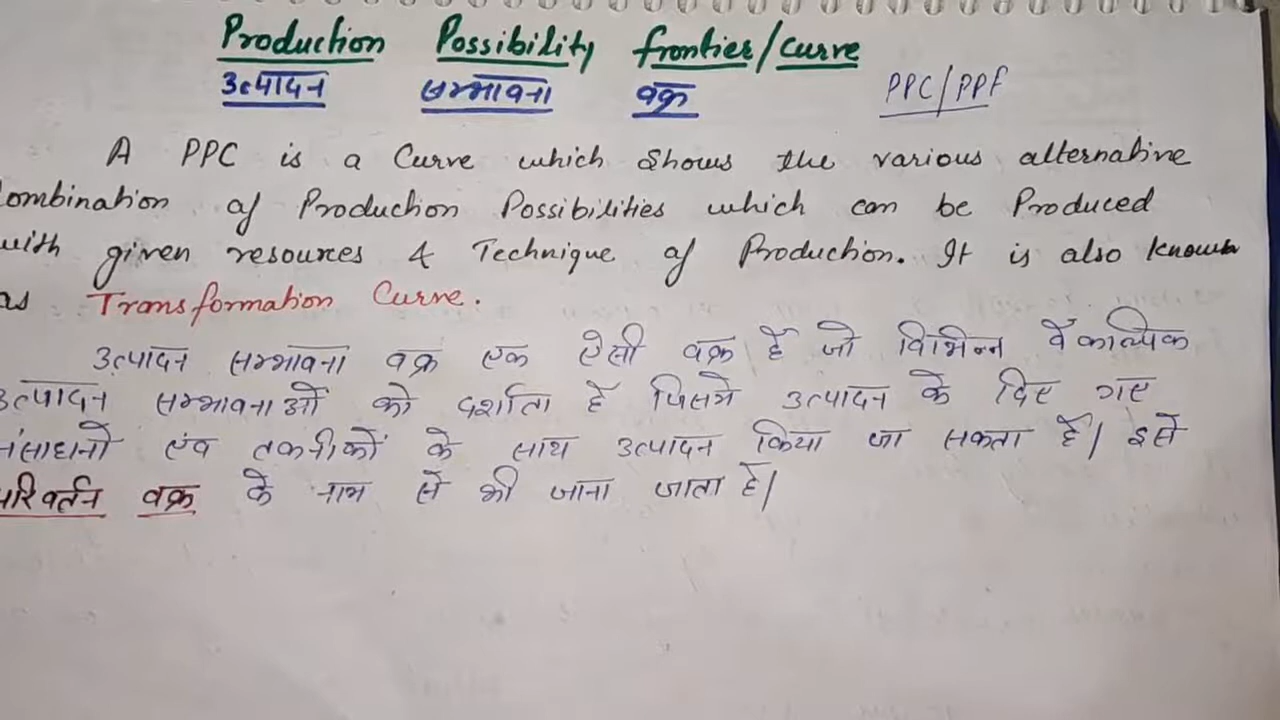 Production Possibility frontier/Curve
उत्पादन सम्भावना वक्र PPC/PPF
A PPC is a Curve which shows the various alternative
Combination of Production Possibilities which can be Produced
with given resources & Technique of Production. It is also known
as Transformation Curve.
उत्पादन सम्भावना वक्र एक ऐसी वक्र है जो विभिन्न वैकल्पिक
उत्पादन सम्भावनाओं को दर्शाता है जिसमे उत्पादन के दिए गए
संसाधनों एंव तकनीकों के साथ उत्पादन किया जा सकता है। इसे
परिवर्तन वक्र के नाम से भी जाना जाता है।